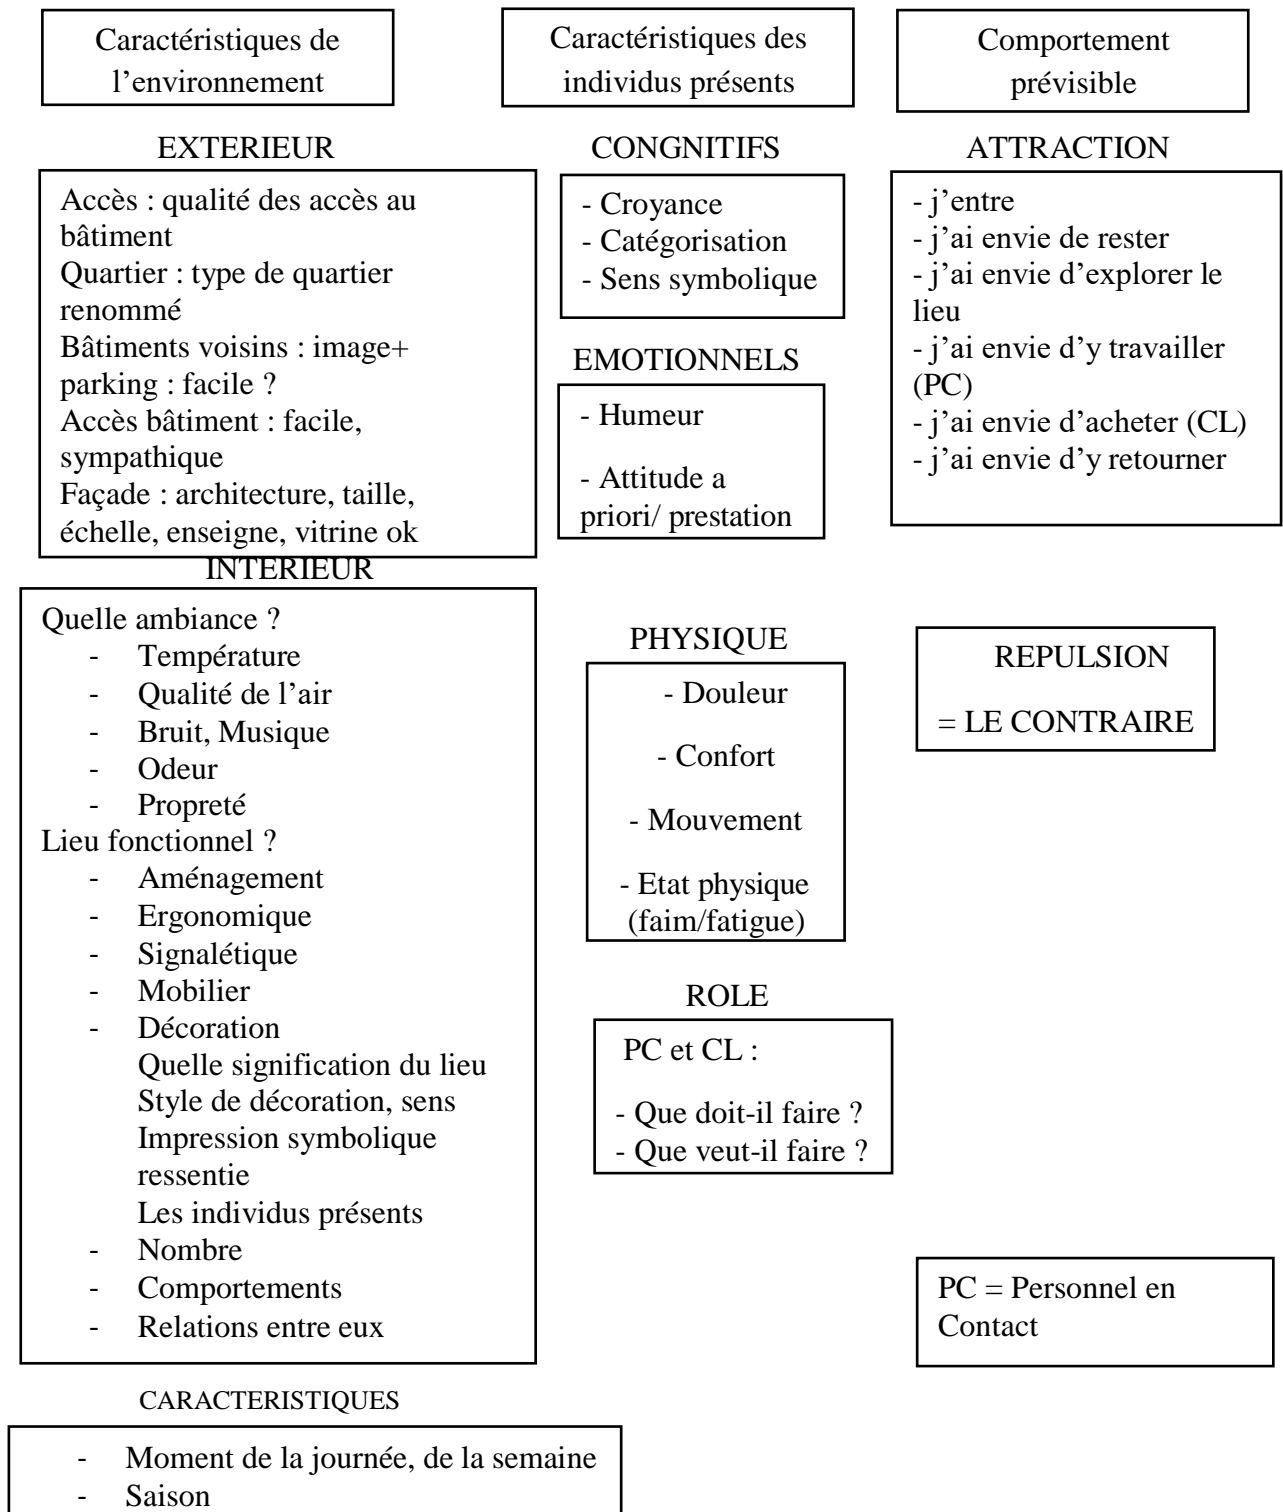 Caractéristiques de
l’environnement
Caractéristiques des
individus présents
Comportement
prévisible
EXTERIEUR
Accès : qualité des accès au
bâtiment
Quartier : type de quartier
renommé
Bâtiments voisins : image+
parking : facile ?
Accès bâtiment : facile,
sympathique
Façade : architecture, taille,
échelle, enseigne, vitrine ok
INTERIEUR
Quelle ambiance ?
- Température
- Qualité de l’air
- Bruit, Musique
- Odeur
- Propreté
Lieu fonctionnel ?
- Aménagement
- Ergonomique
- Signalétique
- Mobilier
- Décoration
Quelle signification du lieu
Style de décoration, sens
Impression symbolique
ressentie
Les individus présents
- Nombre
- Comportements
- Relations entre eux
CARACTERISTIQUES
- Moment de la journée, de la semaine
- Saison
CONGNITIFS
- Croyance
- Catégorisation
- Sens symbolique
EMOTIONNELS
- Humeur
- Attitude a
priori/ prestation
PHYSIQUE
- Douleur
- Confort
- Mouvement
- Etat physique
(faim/fatigue)
ROLE
PC et CL :
- Que doit-il faire ?
- Que veut-il faire ?
ATTRACTION
- j’entre
- j’ai envie de rester
- j’ai envie d’explorer le
lieu
- j’ai envie d’y travailler
(PC)
- j’ai envie d’acheter (CL)
- j’ai envie d’y retourner
REPULSION
= LE CONTRAIRE
PC = Personnel en
Contact